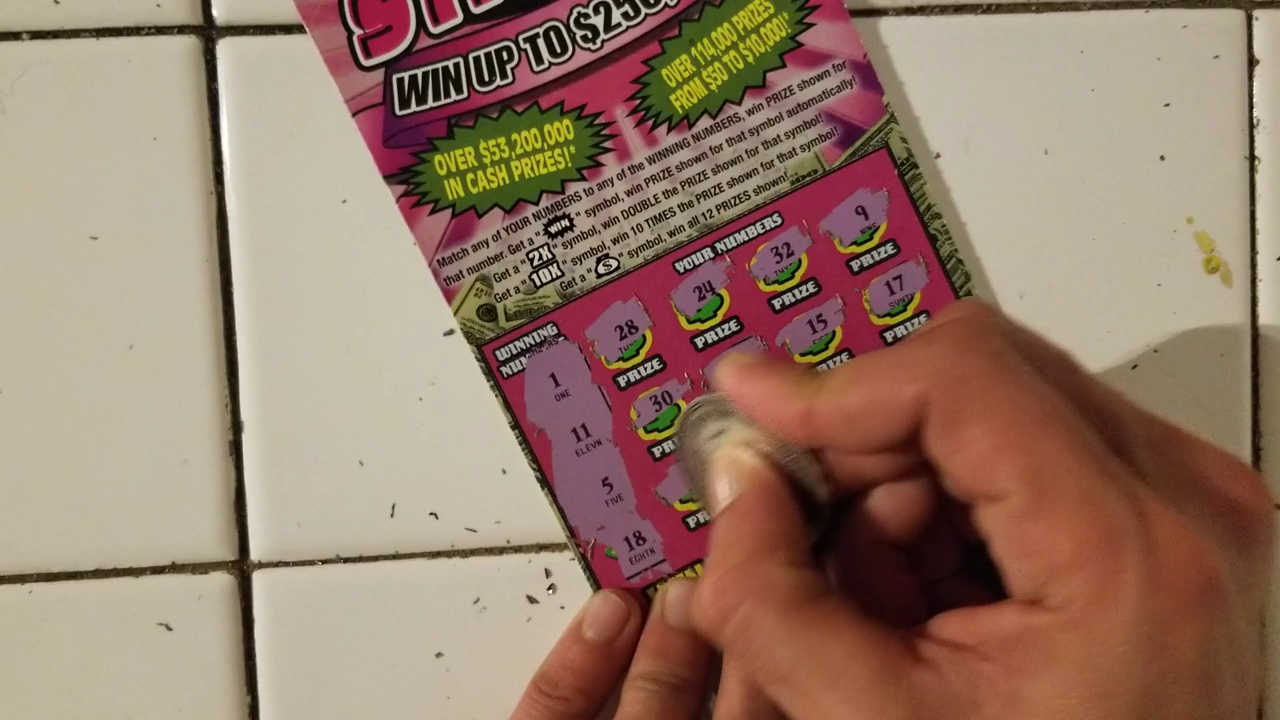 WIN UP TO $250,
OVER 114,000 PRIZES
FROM $50 TO $10,000!*
OVER $53,200,000
IN CASH PRIZES!*
Match any of YOUR NUMBERS to any of the WINNING NUMBERS, win PRIZE shown for
that number. Get a "WIN" symbol, win PRIZE shown for that symbol automatically!
Get a "2X" symbol, win DOUBLE the PRIZE shown for that symbol!
Get a "10X" symbol, win 10 TIMES the PRIZE shown for that symbol!
Get a "$" symbol, win all 12 PRIZES shown!
YOUR NUMBERS
WINNING
28
PRIZE
24
PRIZE
32
PRIZE
9
NINE
PRIZE
30
15
17
SVNTN
PRIZE
1
ONE
11
ELEVN
5
FIVE
18
EGHTN